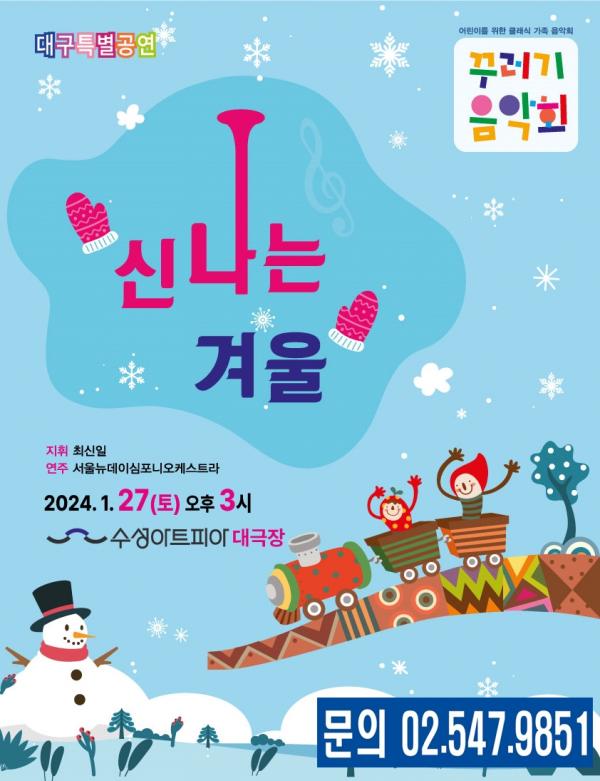 대구특별공연
어린이를 위한 클래식 가족 음악회
꾸러기
음악회
신나는
겨울
지휘 최신일
연주 서울뉴데이심포니오케스트라
2024. 1. 27(토) 오후 3시
수성아트피아 대극장
문의 02.547.9851